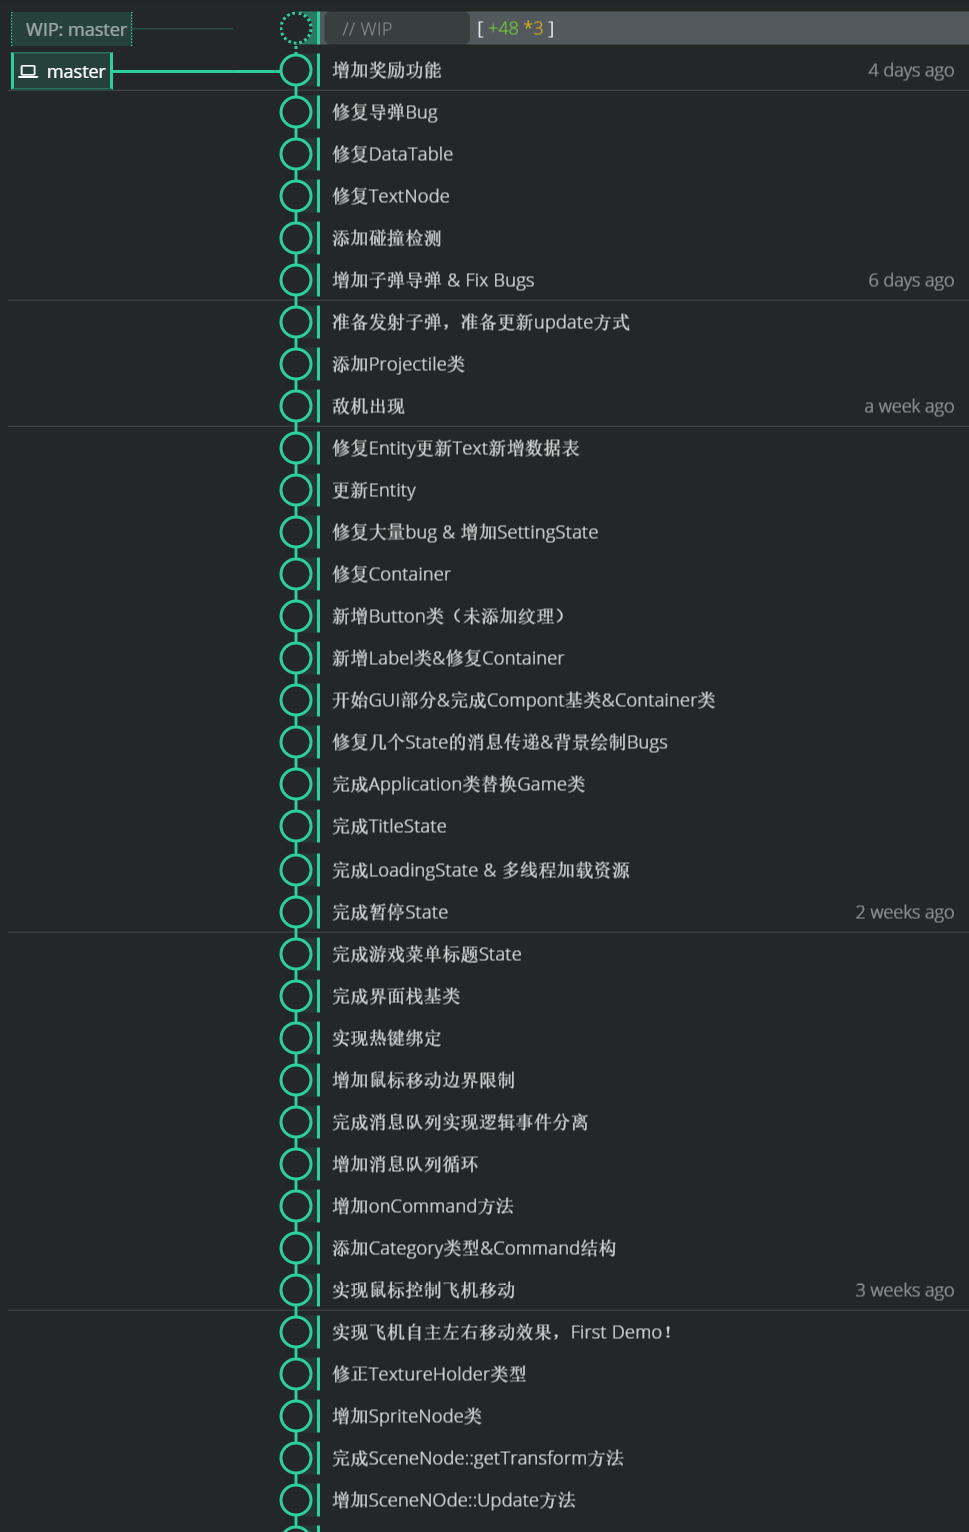 WIP: master // WIP [ +48 *3 ]
master 增加奖励功能 4 days ago
修复导弹Bug
修复DataTable
修复TextNode
添加碰撞检测
增加子弹导弹 & Fix Bugs 6 days ago
准备发射子弹，准备更新update方式
添加Projectile类
敌机出现 a week ago
修复Entity更新Text新增数据表
更新Entity
修复大量bug & 增加SettingState
修复Container
新增Button类（未添加纹理）
新增Label类&修复Container
开始GUI部分&完成Compont基类&Container类
修复几个State的消息传递&背景绘制Bugs
完成Application类替换Game类
完成TitleState
完成LoadingState & 多线程加载资源
完成暂停State 2 weeks ago
完成游戏菜单标题State
完成界面栈基类
实现热键绑定
增加鼠标移动边界限制
完成消息队列实现逻辑事件分离
增加消息队列循环
增加onCommand方法
添加Category类型&Command结构
实现鼠标控制飞机移动 3 weeks ago
实现飞机自主左右移动效果，First Demo！
修正TextureHolder类型
增加SpriteNode类
完成SceneNode::getTransform方法
增加SceneNOde::Update方法